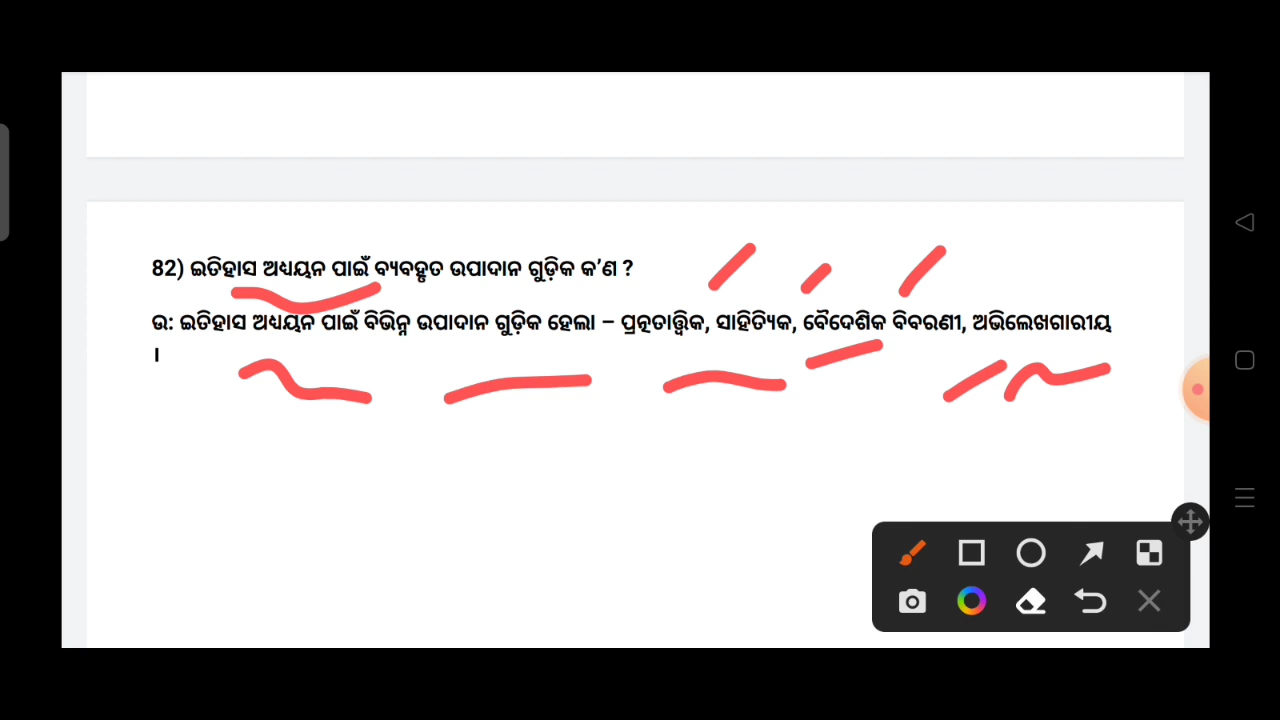 82) ଇତିହାସ ଅଧ୍ୟୟନ ପାଇଁ ବ୍ୟବହୃତ ଉପାଦାନ ଗୁଡ଼ିକ କ’ଣ ?
ଉ: ଇତିହାସ ଅଧ୍ୟୟନ ପାଇଁ ବିଭିନ୍ନ ଉପାଦାନ ଗୁଡ଼ିକ ହେଲା – ପ୍ରତ୍ନତାତ୍ତ୍ଵିକ, ସାହିତ୍ୟିକ, ବୈଦେଶିକ ବିବରଣୀ, ଅଭିଲେଖଗାରୀୟ
।